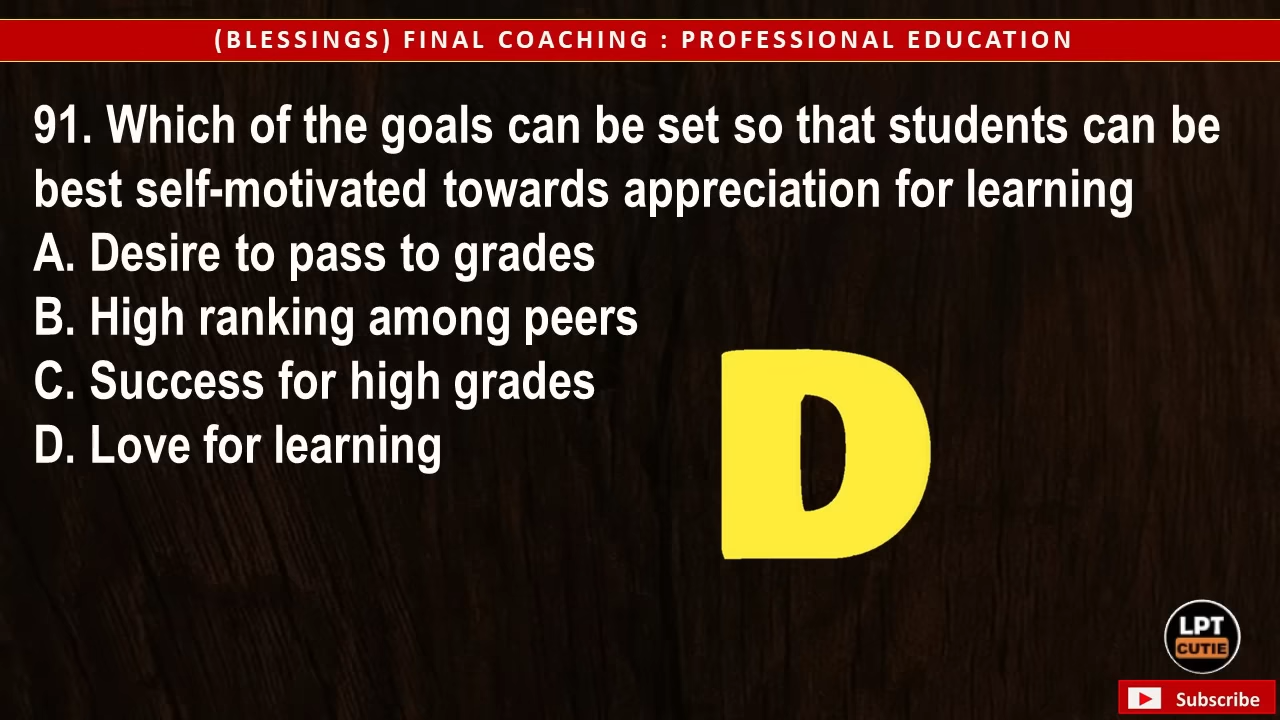 (BLESSINGS) FINAL COACHING : PROFESSIONAL EDUCATION
91. Which of the goals can be set so that students can be
best self-motivated towards appreciation for learning
A. Desire to pass to grades
B. High ranking among peers
C. Success for high grades
D. Love for learning
D
LPT
CUTIE
Subscribe